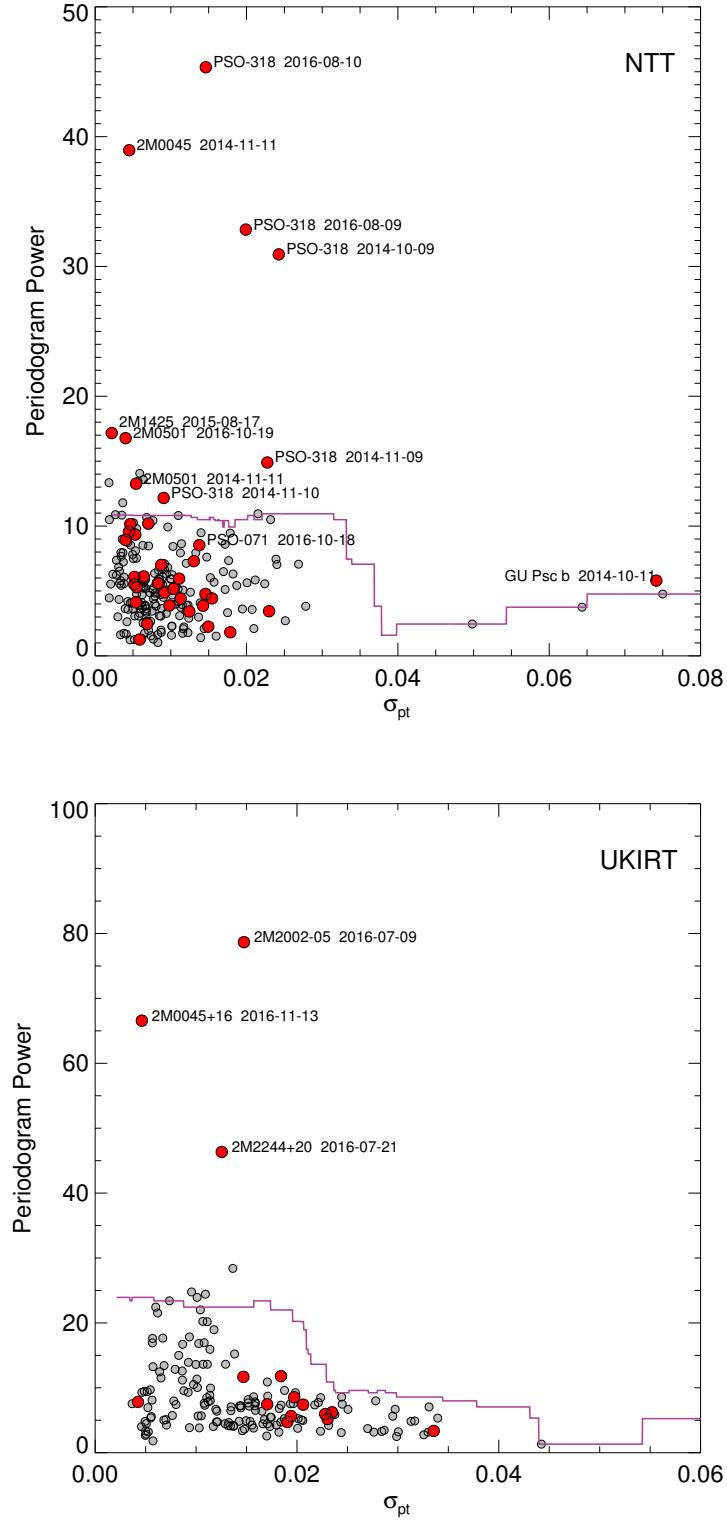 50
PSO-318 2016-08-10
NTT
40
2M0045 2014-11-11
PSO-318 2016-08-09
PSO-318 2014-10-09
30
Periodogram Power
20
2M1425 2015-08-17
2M0501 2016-10-19
PSO-318 2014-11-09
2M0501 2014-11-11
PSO-318 2014-11-10
10
PSO-071 2016-10-18
GU Psc b 2014-10-11
0
0.00 0.02 0.04 0.06 0.08
σpt
100
UKIRT
80
2M2002-05 2016-07-09
2M0045+16 2016-11-13
60
Periodogram Power
2M2244+20 2016-07-21
40
20
0
0.00 0.02 0.04 0.06
σpt